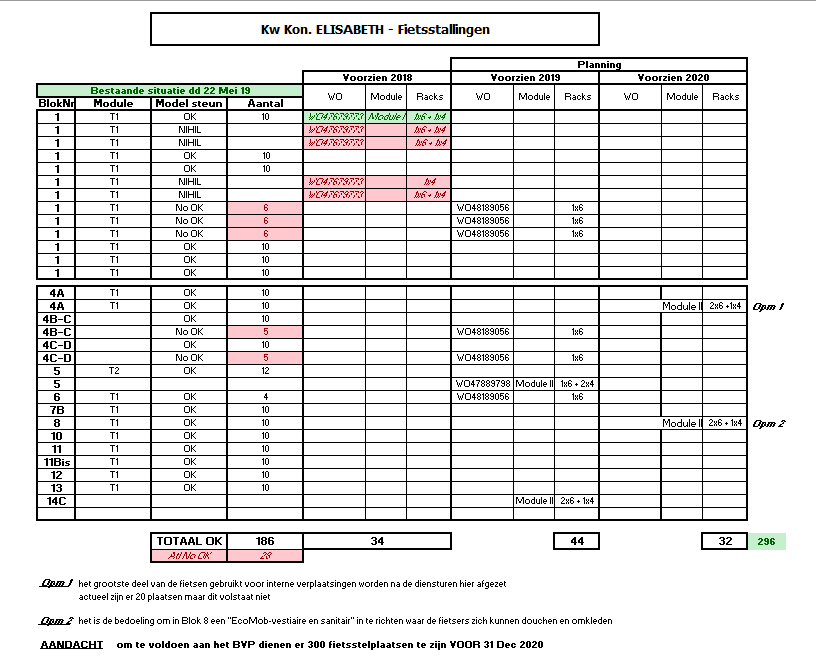 Kw Kon. ELISABETH - Fietsstallingen
Planning
Voorzien 2018 Voorzien 2019 Voorzien 2020
Bestaande situatie dd 22 Mei 19
WO Module Racks WO Module Racks WO Module Racks
BlokNr Module Model steun Aantal
1 T1 OK 10 WO47679773 Module I 1x6 + 1x4
1 T1 NIHIL WO47679773 1x6 + 1x4
1 T1 NIHIL WO47679773 1x6 + 1x4
1 T1 OK 10
1 T1 OK 10
1 T1 NIHIL WO47679773 1x4
1 T1 NIHIL WO47679773 1x6 + 1x4
1 T1 No OK 6 WO48189056 1x6
1 T1 No OK 6 WO48189056 1x6
1 T1 No OK 6 WO48189056 1x6
1 T1 OK 10
1 T1 OK 10
1 T1 OK 10
4A T1 OK 10
4A T1 OK 10 Module II 2x6 +1x4 Opm 1
4B-C OK 10
4B-C No OK 5 WO48189056 1x6
4C-D OK 10
4C-D No OK 5 WO48189056 1x6
5 T2 OK 12
5 WO47889798 Module II 1x6 + 2x4
6 T1 OK 4 WO48189056 1x6
7B T1 OK 10
8 T1 OK 10 Module II 2x6 + 1x4 Opm 2
10 T1 OK 10
11 T1 OK 10
11Bis T1 OK 10
12 T1 OK 10
13 T1 OK 10
14C Module II 2x6 + 1x4
TOTAAL OK 186 34 44 32 296
Atl No OK 28
Opm 1 het grootste deel van de fietsen gebruikt voor interne verplaatsingen worden na de diensturen hier afgezet
actueel zijn er 20 plaatsen maar dit volstaat niet
Opm 2 het is de bedoeling om in Blok 8 een "EcoMob-vestiaire en sanitair" in te richten waar de fietsers zich kunnen douchen en omkleden
AANDACHT om te voldoen aan het BVP dienen er 300 fietsstelplaatsen te zijn VOOR 31 Dec 2020